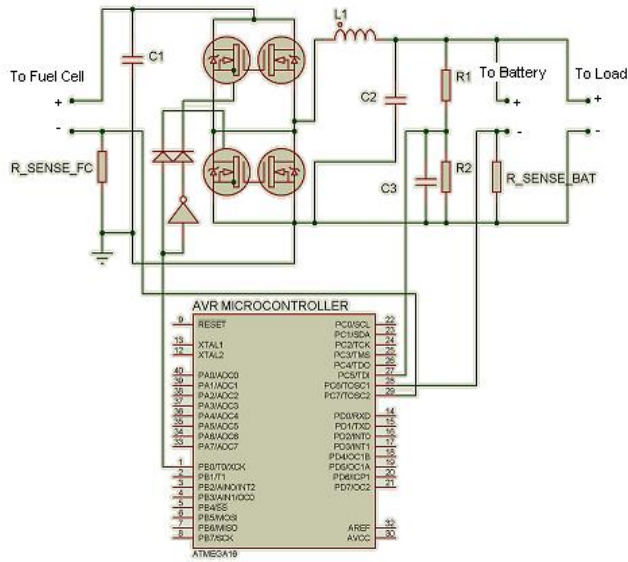 L1
C1
To Fuel Cell
+
-
R_SENSE_FC
C2
R1
To Battery
+
-
To Load
+
-
C3
R2
R_SENSE_BAT
AVR MICROCONTROLLER
9 RESET
13 XTAL1
12 XTAL2
40 PA0/ADC0
39 PA1/ADC1
38 PA2/ADC2
37 PA3/ADC3
36 PA4/ADC4
35 PA5/ADC5
34 PA6/ADC6
33 PA7/ADC7
1 PB0/T0/XCK
2 PB1/T1
3 PB2/AIN0/INT2
4 PB3/AIN1/OC0
5 PB4/SS
6 PB5/MOSI
7 PB6/MISO
8 PB7/SCK
PC0/SCL 22
PC1/SDA 23
PC2/TCK 24
PC3/TMS 25
PC4/TDO 26
PC5/TDI 27
PC6/TOSC1 28
PC7/TOSC2 29
PD0/RXD 14
PD1/TXD 15
PD2/INT0 16
PD3/INT1 17
PD4/OC1B 18
PD5/OC1A 19
PD6/ICP1 20
PD7/OC2 21
AREF 32
AVCC 30
ATMEGA16